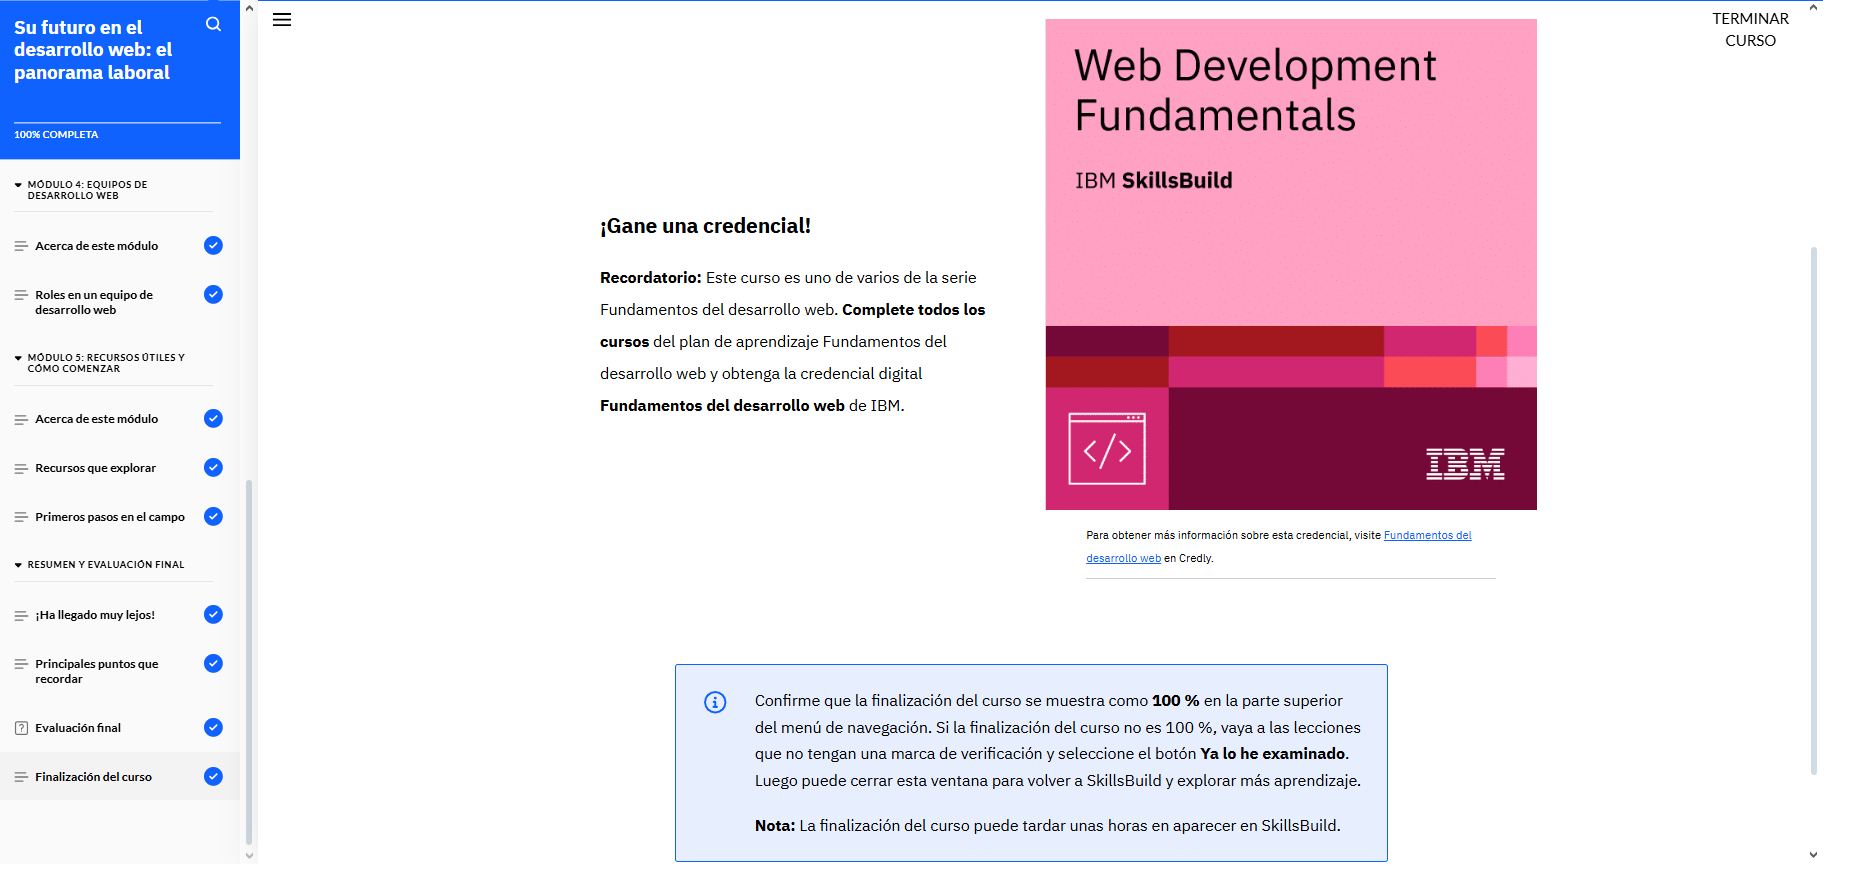 Su futuro en el
desarrollo web: el
panorama laboral
100% COMPLETA
MÓDULO 4: EQUIPOS DE
DESARROLLO WEB
Acerca de este módulo
Roles en un equipo de
desarrollo web
MÓDULO 5: RECURSOS ÚTILES Y
CÓMO COMENZAR
Acerca de este módulo
Recursos que explorar
Primeros pasos en el campo
RESUMEN Y EVALUACIÓN FINAL
¡Ha llegado muy lejos!
Principales puntos que
recordar
Evaluación final
Finalización del curso
TERMINAR
CURSO
¡Gane una credencial!
Recordatorio: Este curso es uno de varios de la serie
Fundamentos del desarrollo web. Complete todos los
cursos del plan de aprendizaje Fundamentos del
desarrollo web y obtenga la credencial digital
Fundamentos del desarrollo web de IBM.
Web Development
Fundamentals
IBM SkillsBuild
</>
IBM
Para obtener más información sobre esta credencial, visite Fundamentos del
desarrollo web en Credly.
Confirme que la finalización del curso se muestra como 100 % en la parte superior
del menú de navegación. Si la finalización del curso no es 100 %, vaya a las lecciones
que no tengan una marca de verificación y seleccione el botón Ya lo he examinado.
Luego puede cerrar esta ventana para volver a SkillsBuild y explorar más aprendizaje.
Nota: La finalización del curso puede tardar unas horas en aparecer en SkillsBuild.